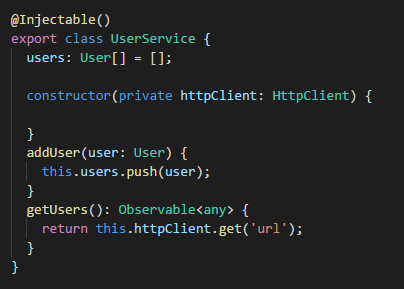 @Injectable()
export class UserService {
  users: User[] = [];

  constructor(private httpClient: HttpClient) {

  }
  addUser(user: User) {
    this.users.push(user);
  }
  getUsers(): Observable<any> {
    return this.httpClient.get('url');
  }
}